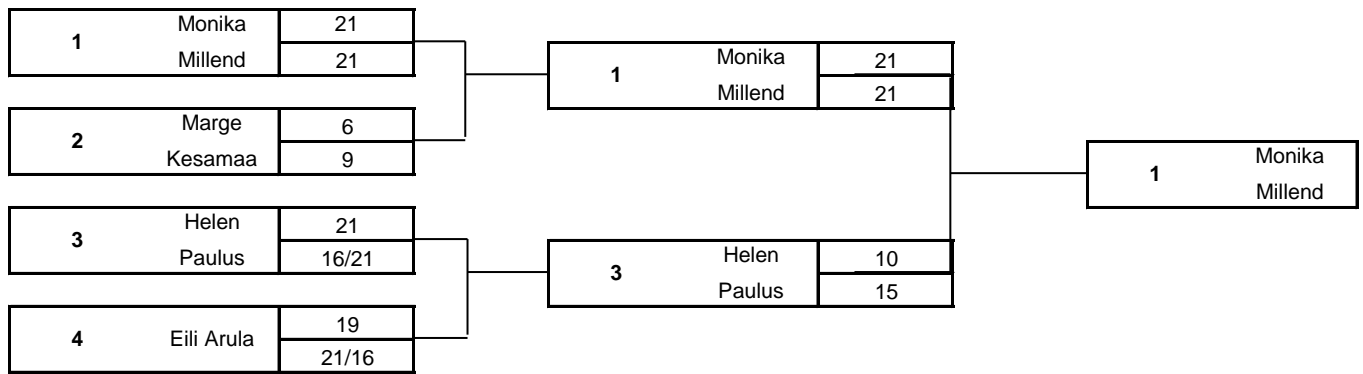 1 Monika 21
Millend 21
2 Marge 6
Kesamaa 9
3 Helen 21
Paulus 16/21
4 Eili Arula 19
21/16
1 Monika 21
Millend 21
3 Helen 10
Paulus 15
1 Monika
Millend